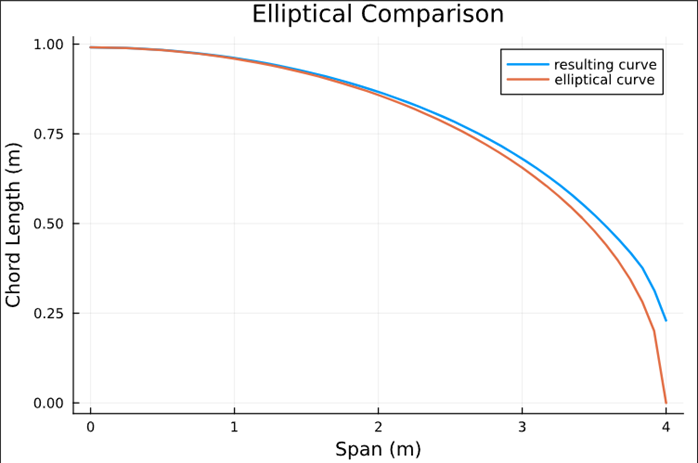 Elliptical Comparison
1.00
0.75
0.50
0.25
0.00
Chord Length (m)
resulting curve
elliptical curve
0 1 2 3 4
Span (m)